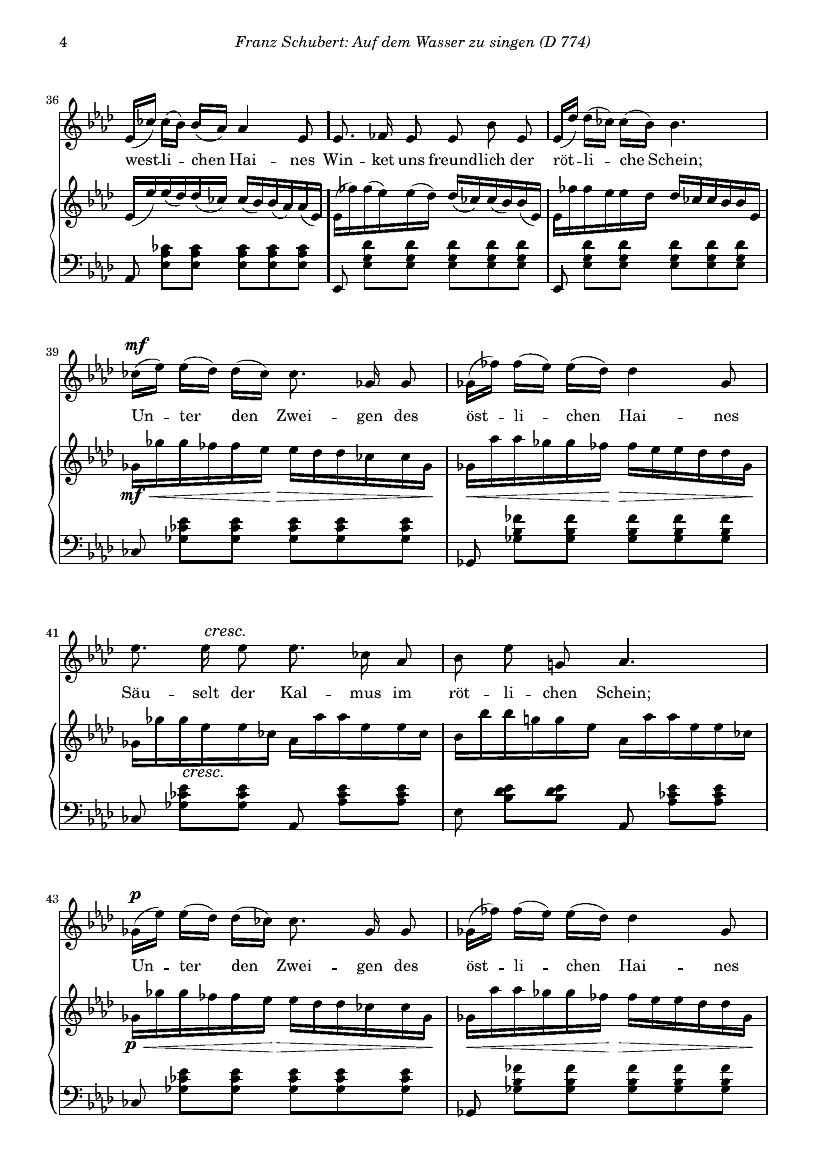 4 Franz Schubert: Auf dem Wasser zu singen (D 774)
36
westli - chen Hai - nes Win - ket uns freundlich der röt - li - che Schein;
39
mf
Un - ter den Zwei - gen des öst - li - chen Hai - nes
mf
41
cresc.
Säu - selt der Kal - mus im röt - li - chen Schein;
cresc.
43
p
Un - ter den Zwei - gen des öst - li - chen Hai - nes
p